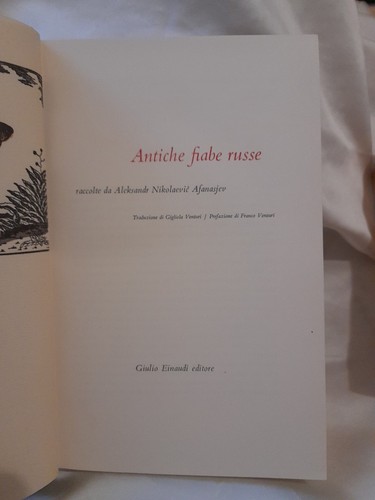 Antiche fiabe russe
raccolte da Aleksandr Nikolaevič Afanasjev
Traduzione di Gigliola Venturi / Prefazione di Franco Venturi
Giulio Einaudi editore